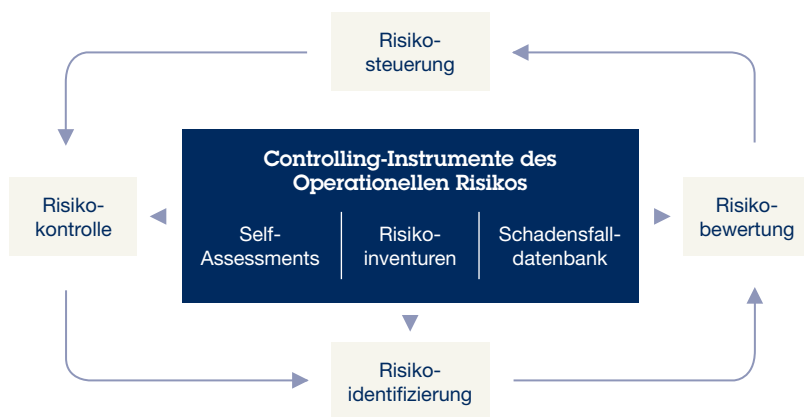 Risiko-
steuerung
Controlling-Instrumente des
Operationellen Risikos
Risiko-
kontrolle
Self-
Assessments
Risiko-
inventuren
Schadensfall-
datenbank
Risiko-
bewertung
Risiko-
identifizierung